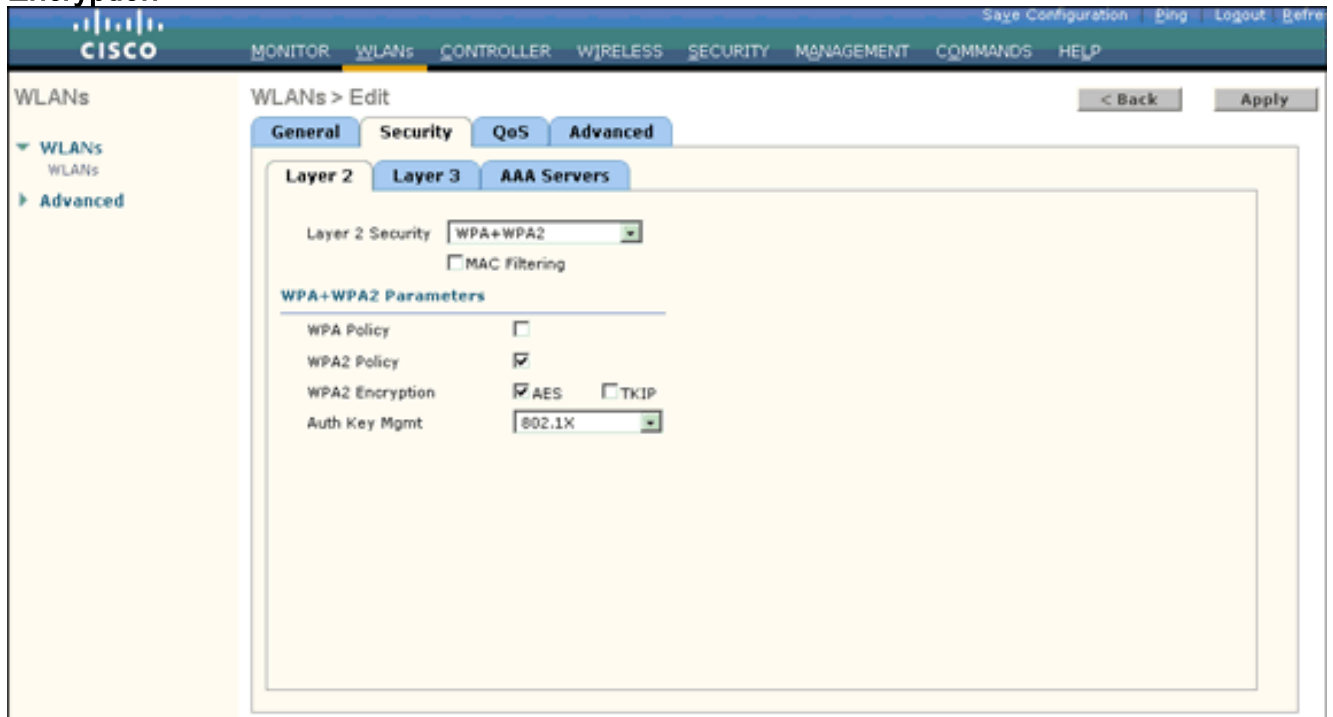 Encryption
Save Configuration Ping Logout Refre
CISCO
MONITOR WLANs CONTROLLER WIRELESS SECURITY MANAGEMENT COMMANDS HELP
WLANs
WLANs
WLANs
Advanced
WLANs > Edit
< Back Apply
General Security QoS Advanced
Layer 2 Layer 3 AAA Servers
Layer 2 Security WPA+WPA2
MAC Filtering
WPA+WPA2 Parameters
WPA Policy
WPA2 Policy
WPA2 Encryption AES TKIP
Auth Key Mgmt 802.1X